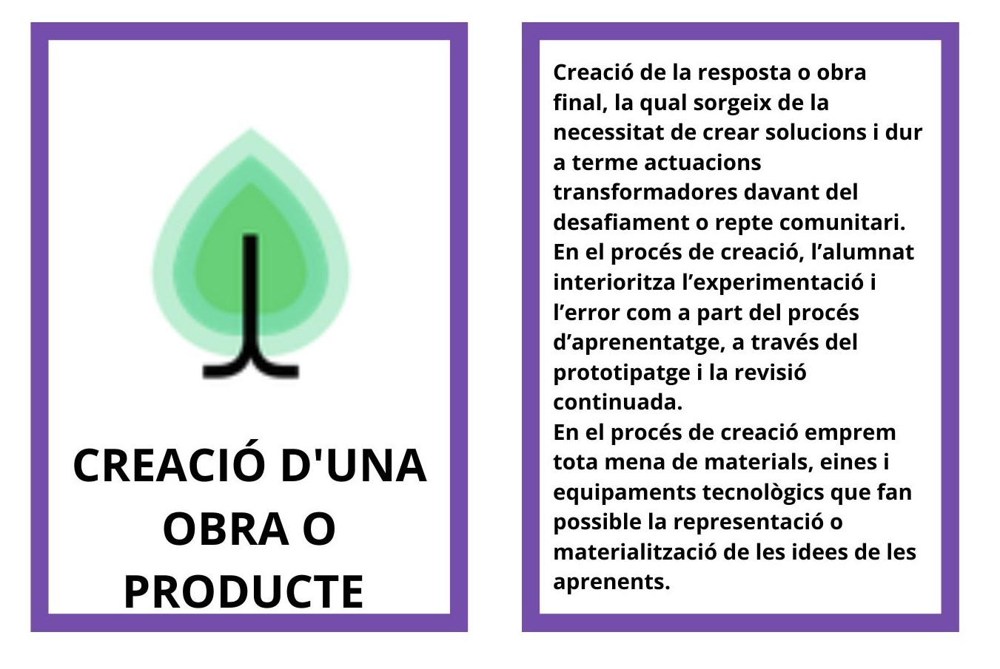 CREACIÓ D'UNA
OBRA O
PRODUCTE
Creació de la resposta o obra
final, la qual sorgeix de la
necessitat de crear solucions i dur
a terme actuacions
transformadores davant del
desafiament o repte comunitari.
En el procés de creació, l’alumnat
interioritza l’experimentació i
l’error com a part del procés
d’aprenentatge, a través del
prototipatge i la revisió
continuada.
En el procés de creació emprem
tota mena de materials, eines i
equipaments tecnològics que fan
possible la representació o
materialització de les idees de les
aprenents.